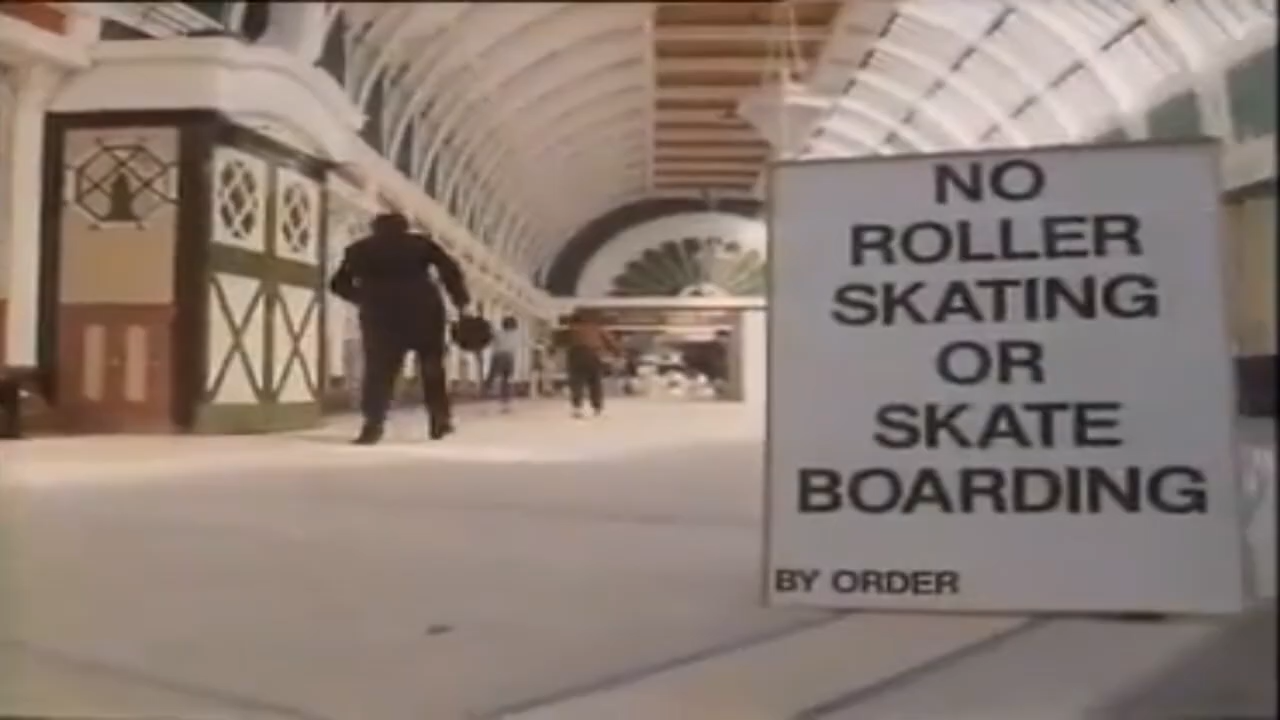 NO
ROLLER
SKATING
OR
SKATE
BOARDING
BY ORDER